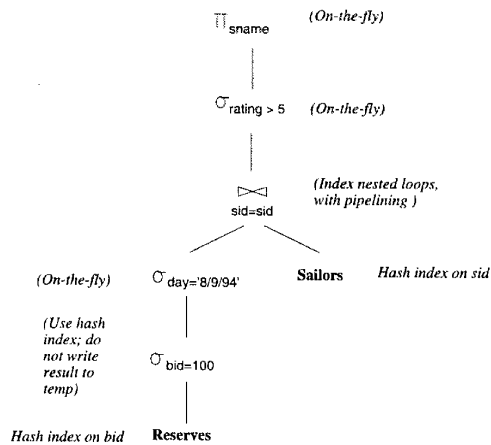 π sname (On-the-fly)
σ rating > 5 (On-the-fly)
⋈ sid=sid (Index nested loops,
with pipelining )
(On-the-fly) σ day='8/9/94' Sailors Hash index on sid
(Use hash
index; do
not write
result to
temp)
σ bid=100
Hash index on bid Reserves